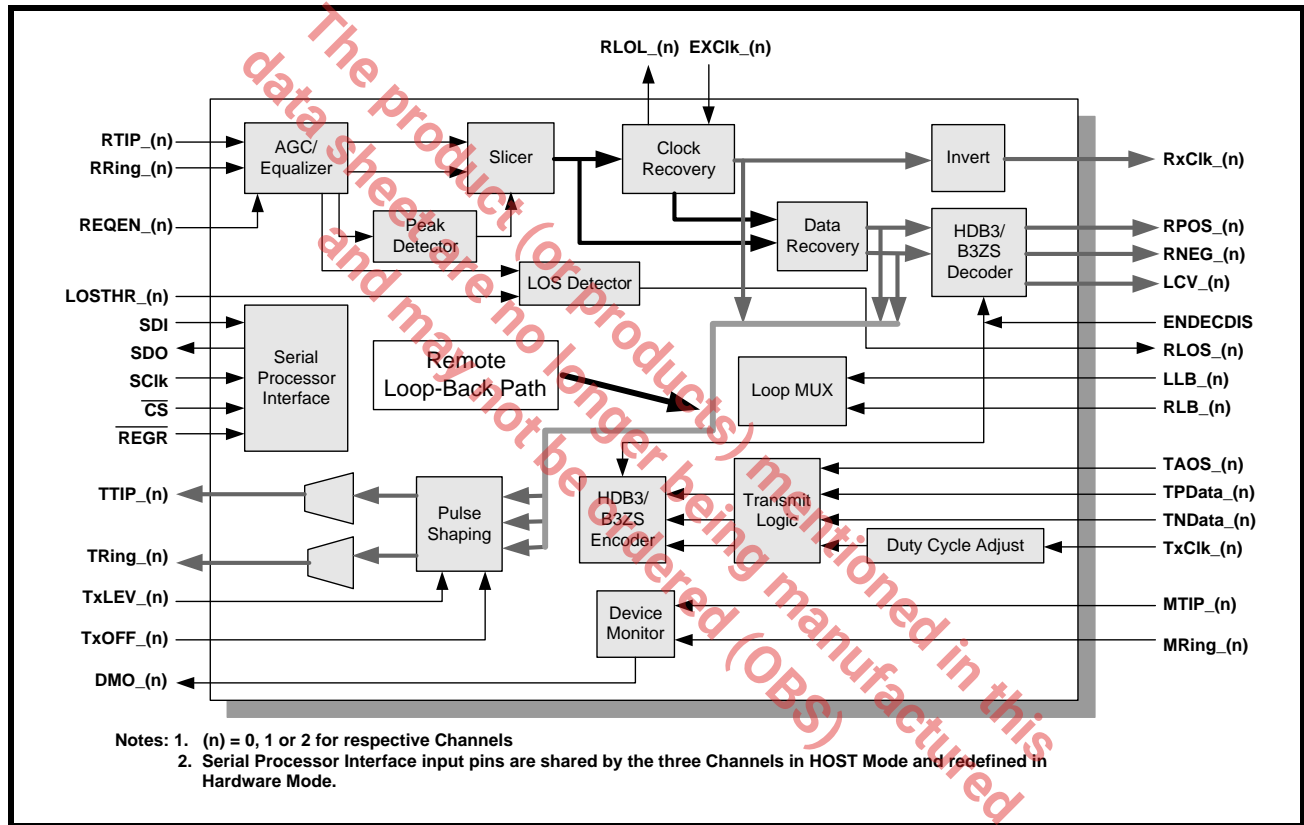 RLOL_(n) EXClk_(n)
RTIP_(n)
RRing_(n)
REQEN_(n)
LOSTHR_(n)
SDI
SDO
SClk
CS
REGR
TTIP_(n)
TRing_(n)
TxLEV_(n)
TxOFF_(n)
DMO_(n)
AGC/
Equalizer
Slicer
Clock
Recovery
Invert
Peak
Detector
Data
Recovery
HDB3/
B3ZS
Decoder
LOS Detector
Serial
Processor
Interface
Remote
Loop-Back Path
Loop MUX
Pulse
Shaping
HDB3/
B3ZS
Encoder
Transmit
Logic
Duty Cycle Adjust
Device
Monitor
RxClk_(n)
RPOS_(n)
RNEG_(n)
LCV_(n)
ENDECDIS
RLOS_(n)
LLB_(n)
RLB_(n)
TAOS_(n)
TPData_(n)
TNData_(n)
TxClk_(n)
MTIP_(n)
MRing_(n)
Notes: 1. (n) = 0, 1 or 2 for respective Channels
2. Serial Processor Interface input pins are shared by the three Channels in HOST Mode and redefined in
Hardware Mode.
The product (or products) mentioned in this
data sheet are no longer being manufactured
and may not be ordered (OBS)